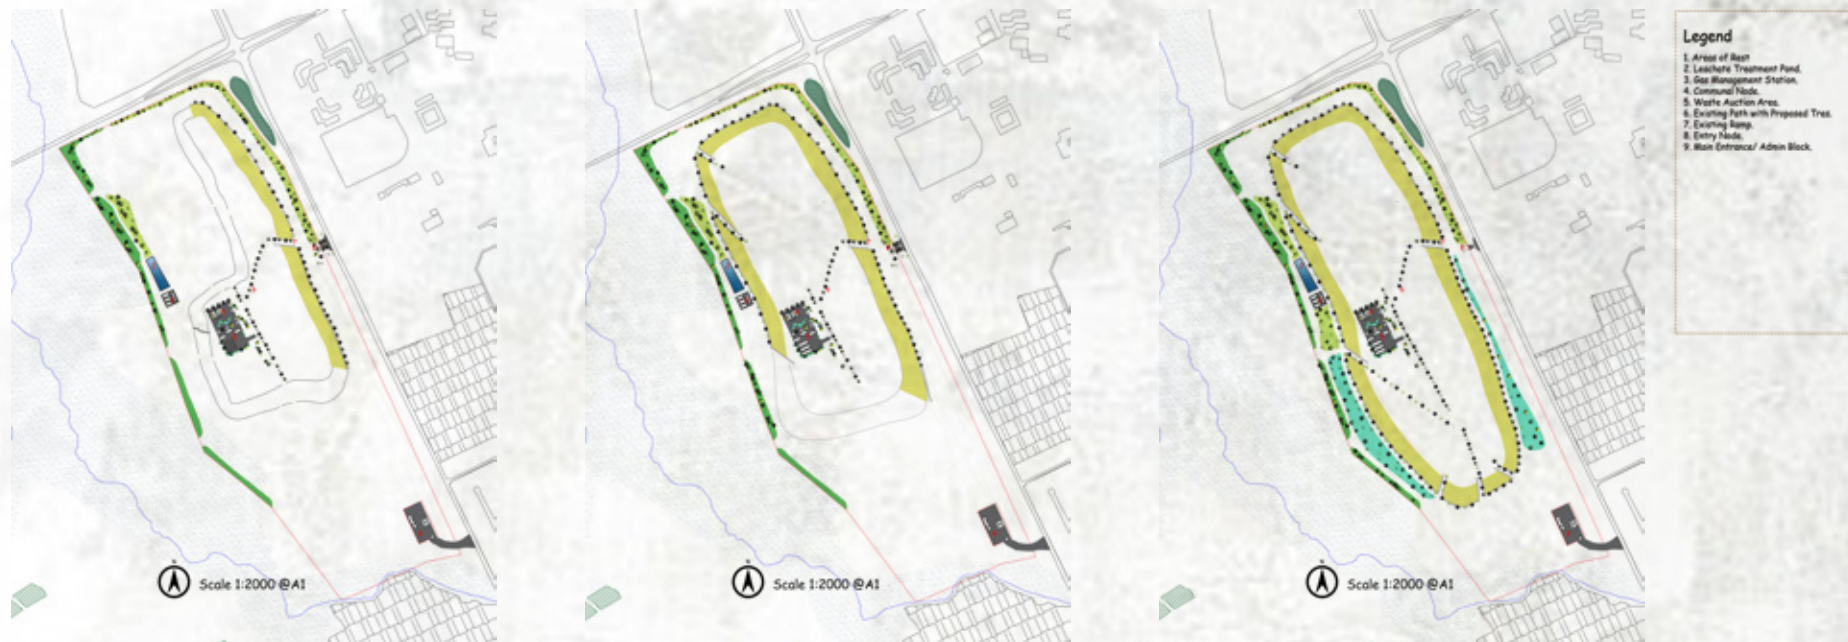 Legend
1. Areas of Rest
2. Leachate Treatment Pond.
3. Gas Management Station.
4. Communal Node.
5. Waste Auction Area.
6. Existing Path with Proposed Tres.
7. Existing Ramp.
8. Entry Node.
9. Main Entrance/ Admin Block.
Scale 1:2000 @A1
Scale 1:2000 @A1
Scale 1:2000 @A1